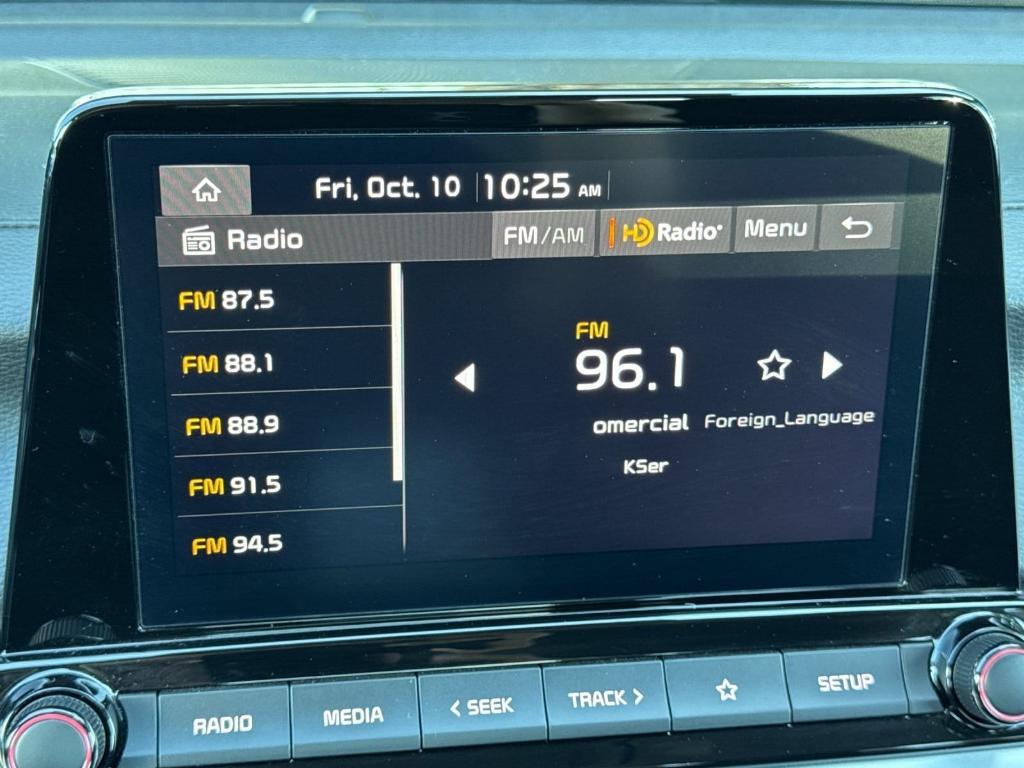 Fri, Oct. 10 10:25 AM
Radio FM/AM HD Radio Menu
FM 87.5
FM 88.1
FM 88.9
FM 91.5
FM 94.5
FM
96.1
omercial Foreign_Language
KSer
RADIO MEDIA < SEEK TRACK > SETUP